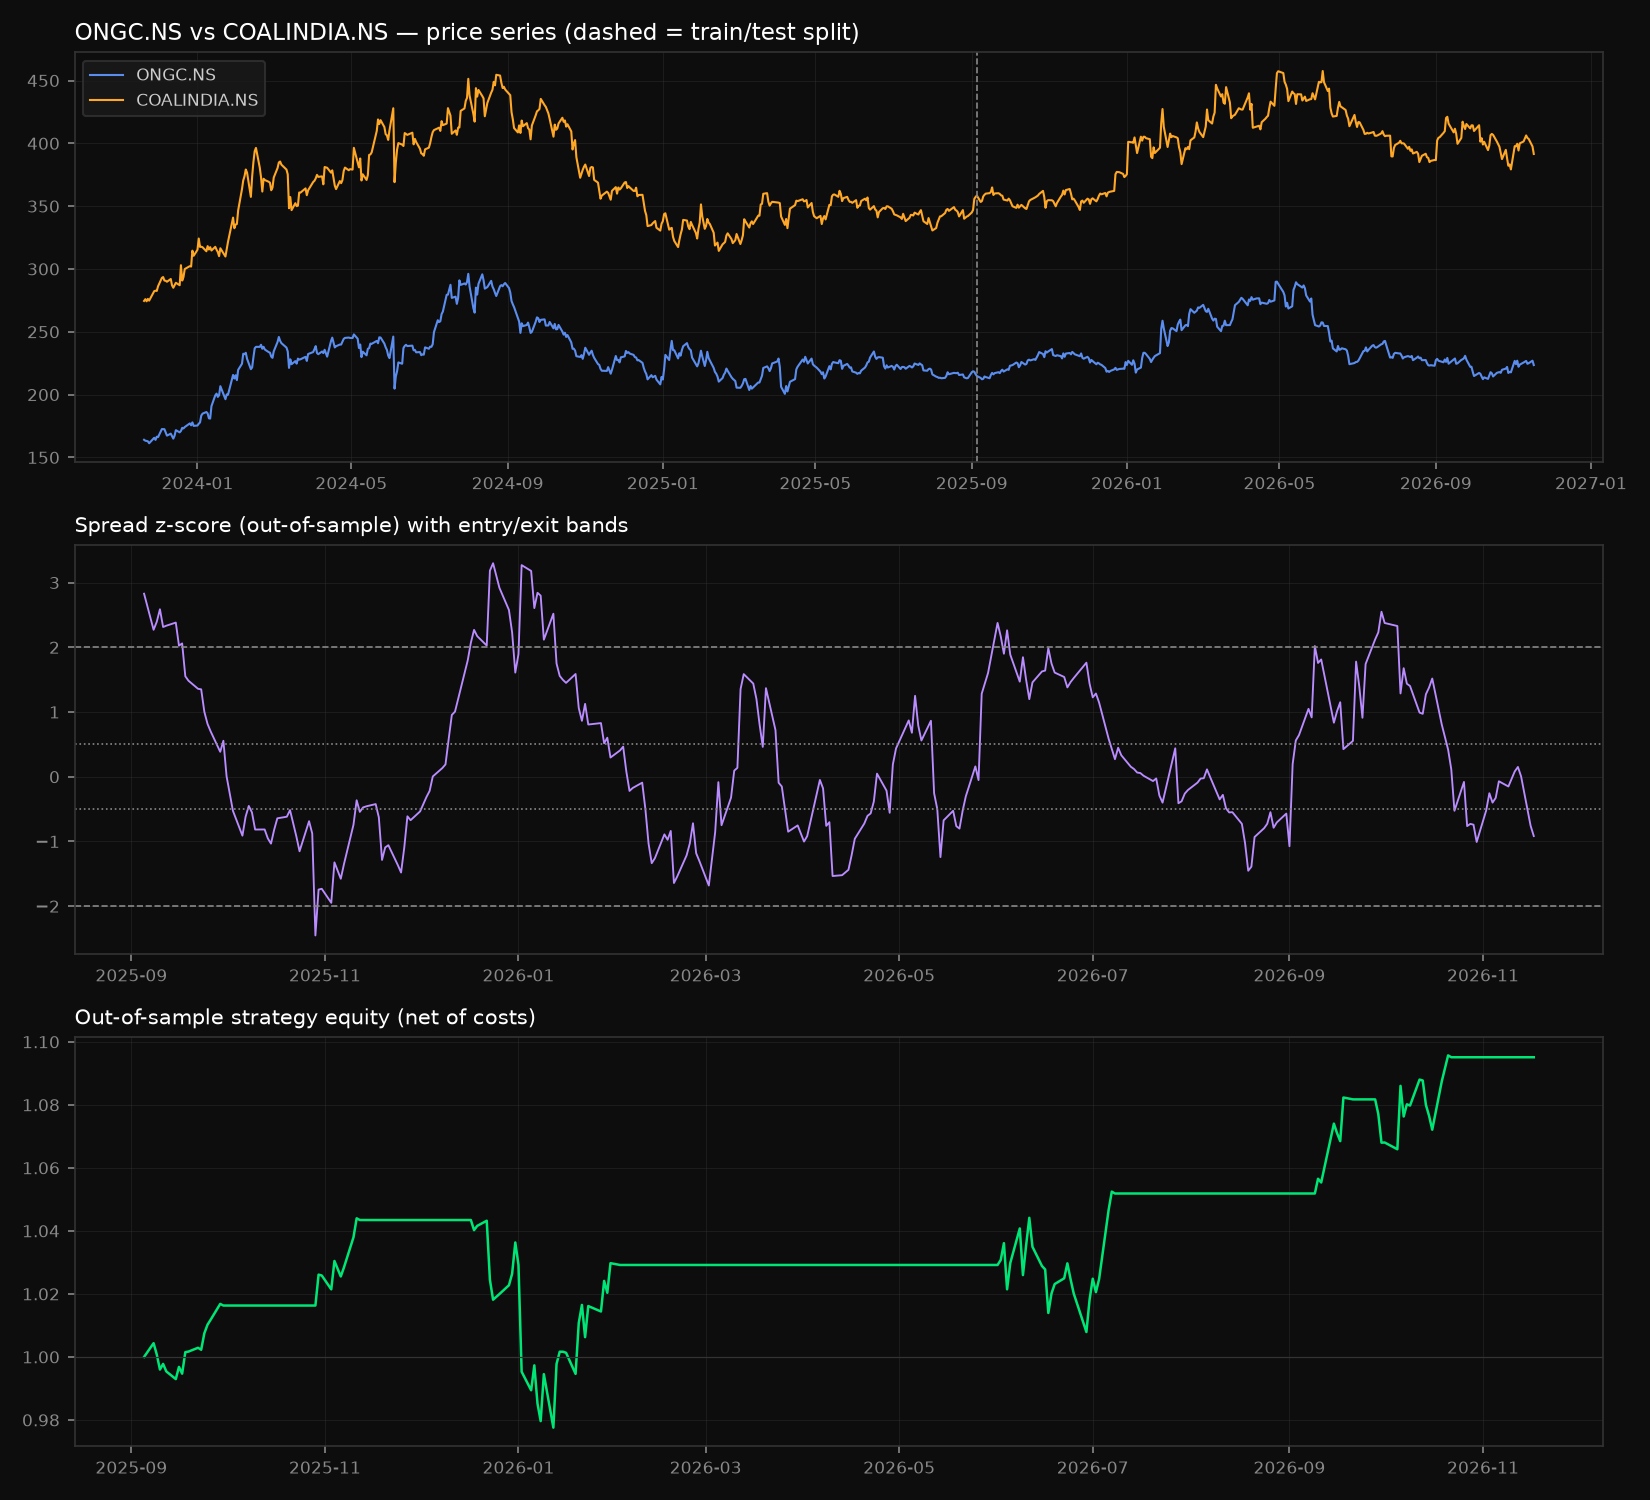 ONGC.NS vs COALINDIA.NS — price series (dashed = train/test split)
ONGC.NS
COALINDIA.NS
450
400
350
300
250
200
150
2024-01 2024-05 2024-09 2025-01 2025-05 2025-09 2026-01 2026-05 2026-09 2027-01
Spread z-score (out-of-sample) with entry/exit bands
3
2
1
0
−1
−2
2025-09 2025-11 2026-01 2026-03 2026-05 2026-07 2026-09 2026-11
Out-of-sample strategy equity (net of costs)
1.10
1.08
1.06
1.04
1.02
1.00
0.98
2025-09 2025-11 2026-01 2026-03 2026-05 2026-07 2026-09 2026-11